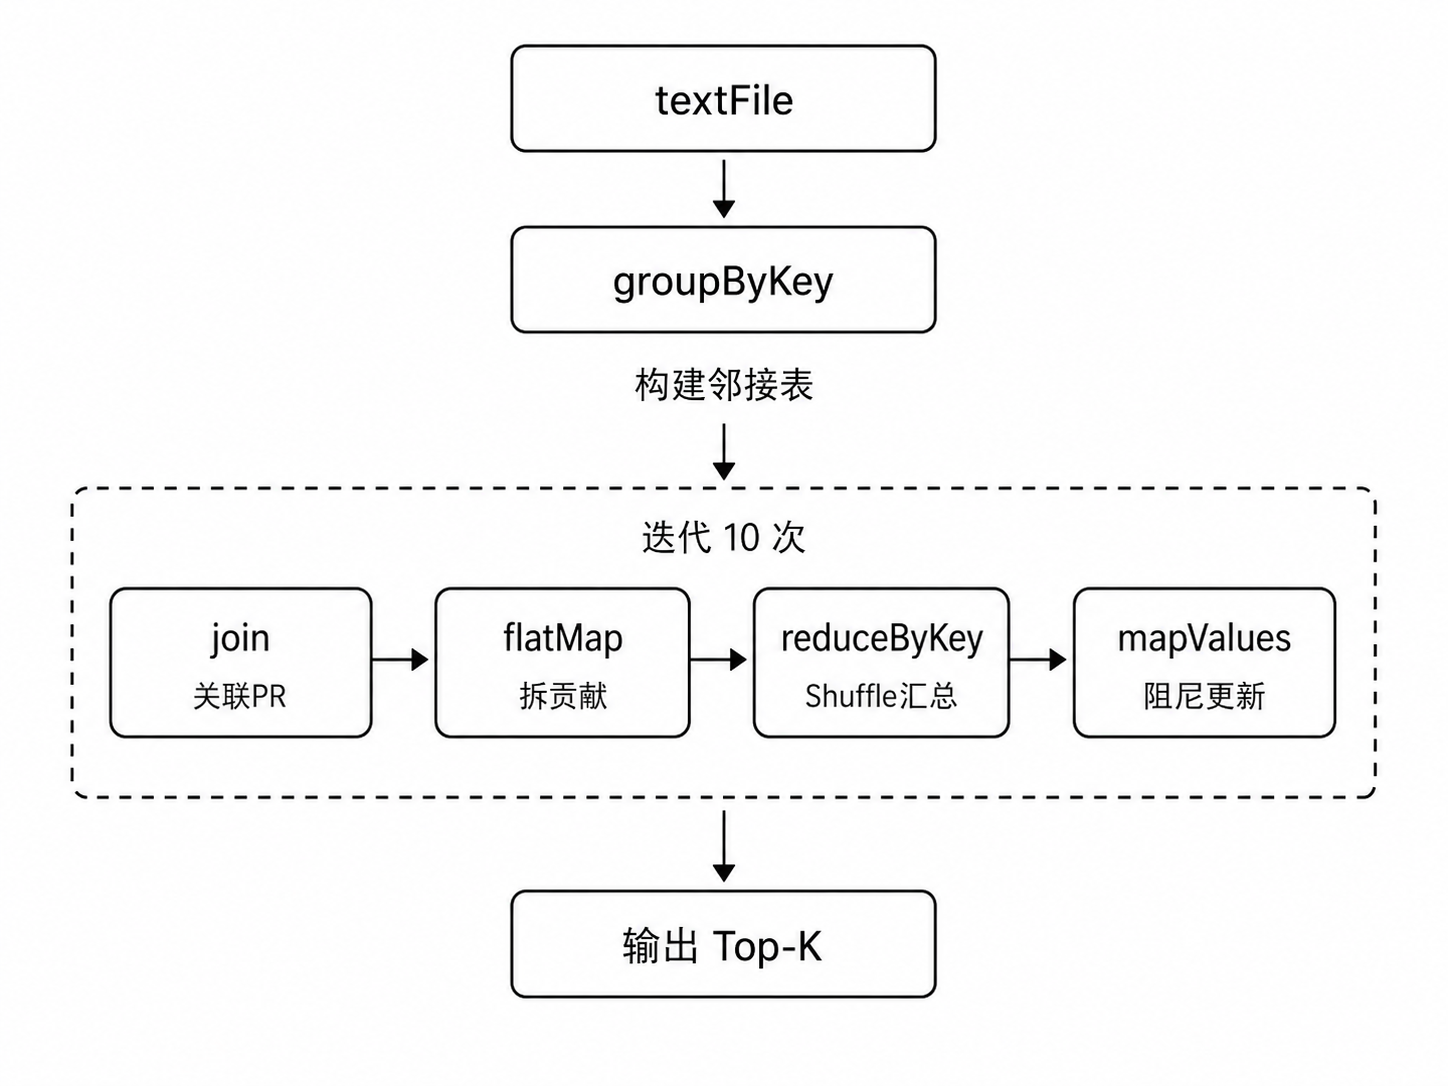 textFile
groupByKey
构建邻接表
迭代 10 次
join
关联PR
flatMap
拆贡献
reduceByKey
Shuffle汇总
mapValues
阻尼更新
输出 Top-K